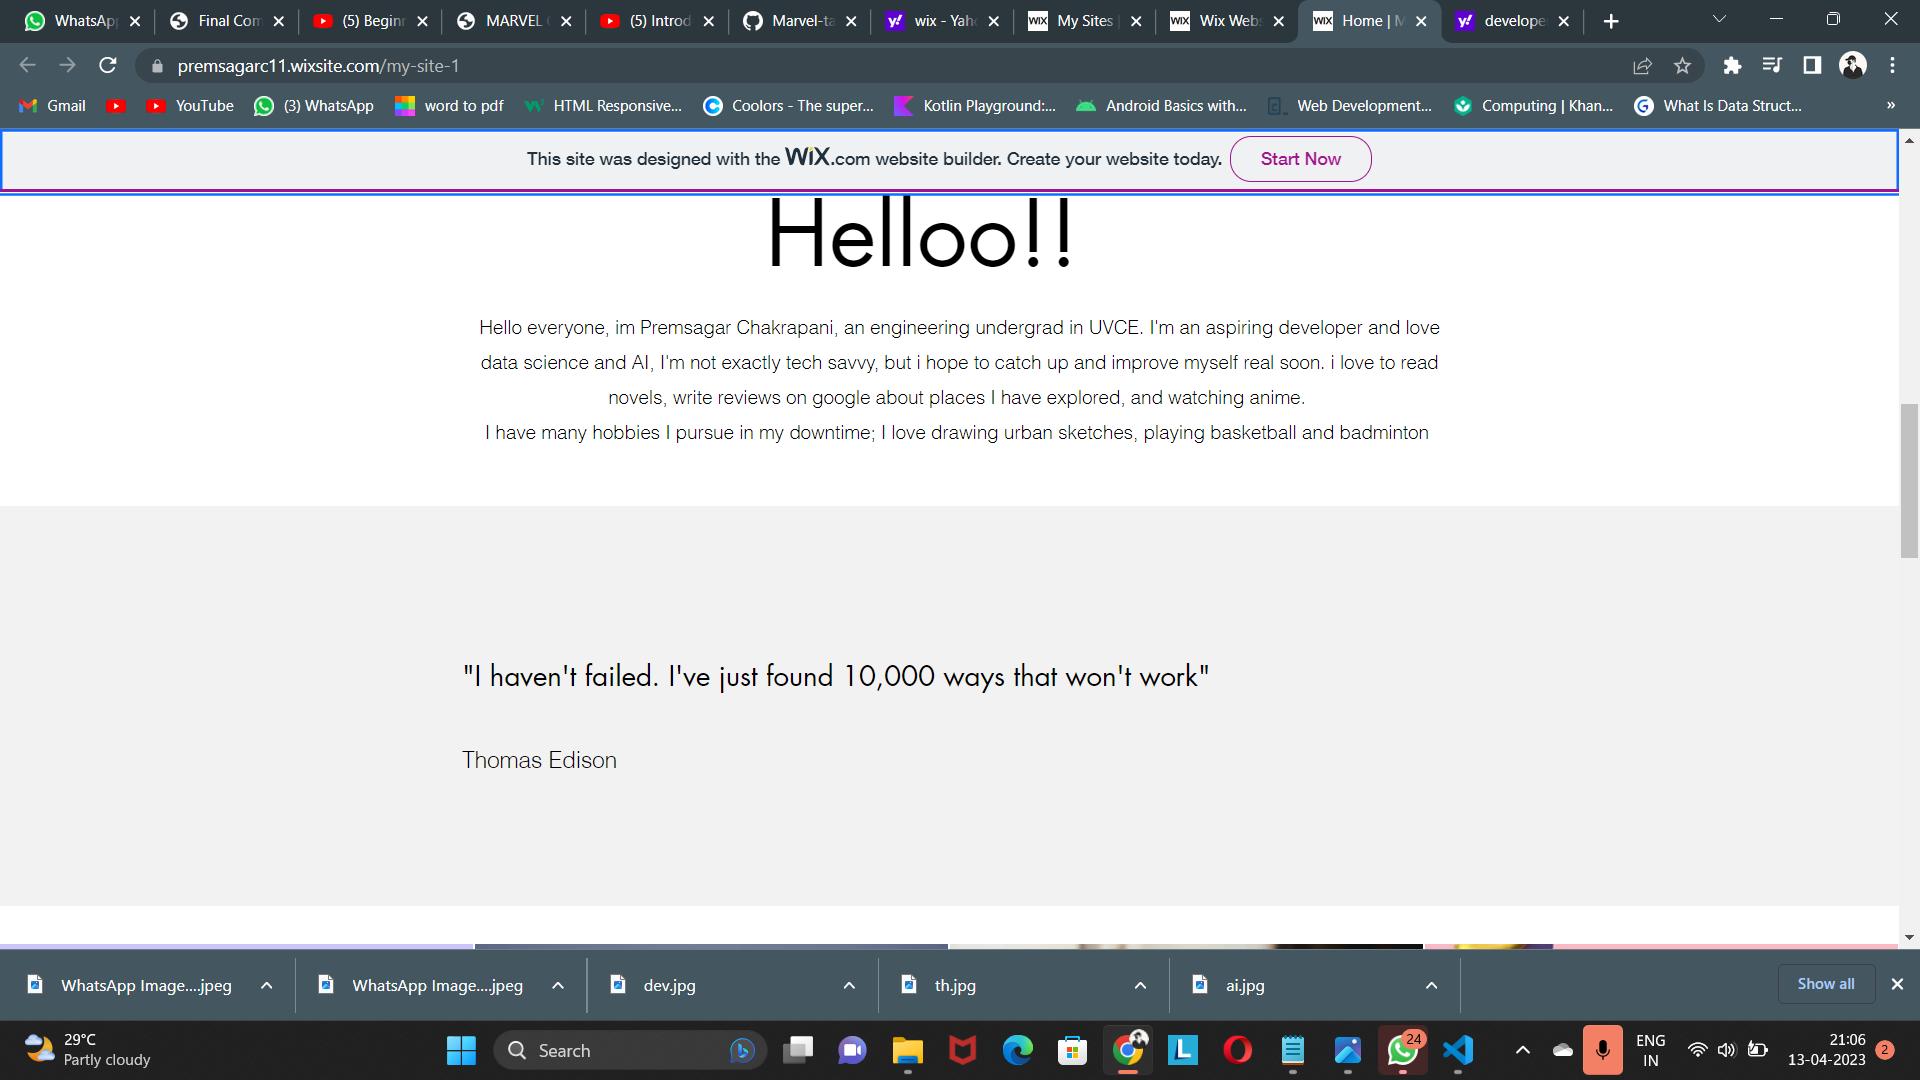 WhatsApp
Final Com
(5) Beginn
MARVEL
(5) Introd
Marvel-ta
wix - Yah
WIX My Sites
WIX Wix Web
WIX Home | M
develope
premsagarc11.wixsite.com/my-site-1
Gmail
YouTube
(3) WhatsApp
word to pdf
HTML Responsive...
Coolors - The super...
Kotlin Playground:...
Android Basics with...
Web Development...
Computing | Khan...
What Is Data Struct...
»
This site was designed with the WiX.com website builder. Create your website today. Start Now
Helloo!!
Hello everyone, im Premsagar Chakrapani, an engineering undergrad in UVCE. I'm an aspiring developer and love
data science and AI, I'm not exactly tech savvy, but i hope to catch up and improve myself real soon. i love to read
novels, write reviews on google about places I have explored, and watching anime.
I have many hobbies I pursue in my downtime; I love drawing urban sketches, playing basketball and badminton
"I haven't failed. I've just found 10,000 ways that won't work"
Thomas Edison
WhatsApp Image....jpeg
WhatsApp Image....jpeg
dev.jpg
th.jpg
ai.jpg
Show all
29°C
Partly cloudy
Search
L
24
ENG
IN
21:06
13-04-2023
2